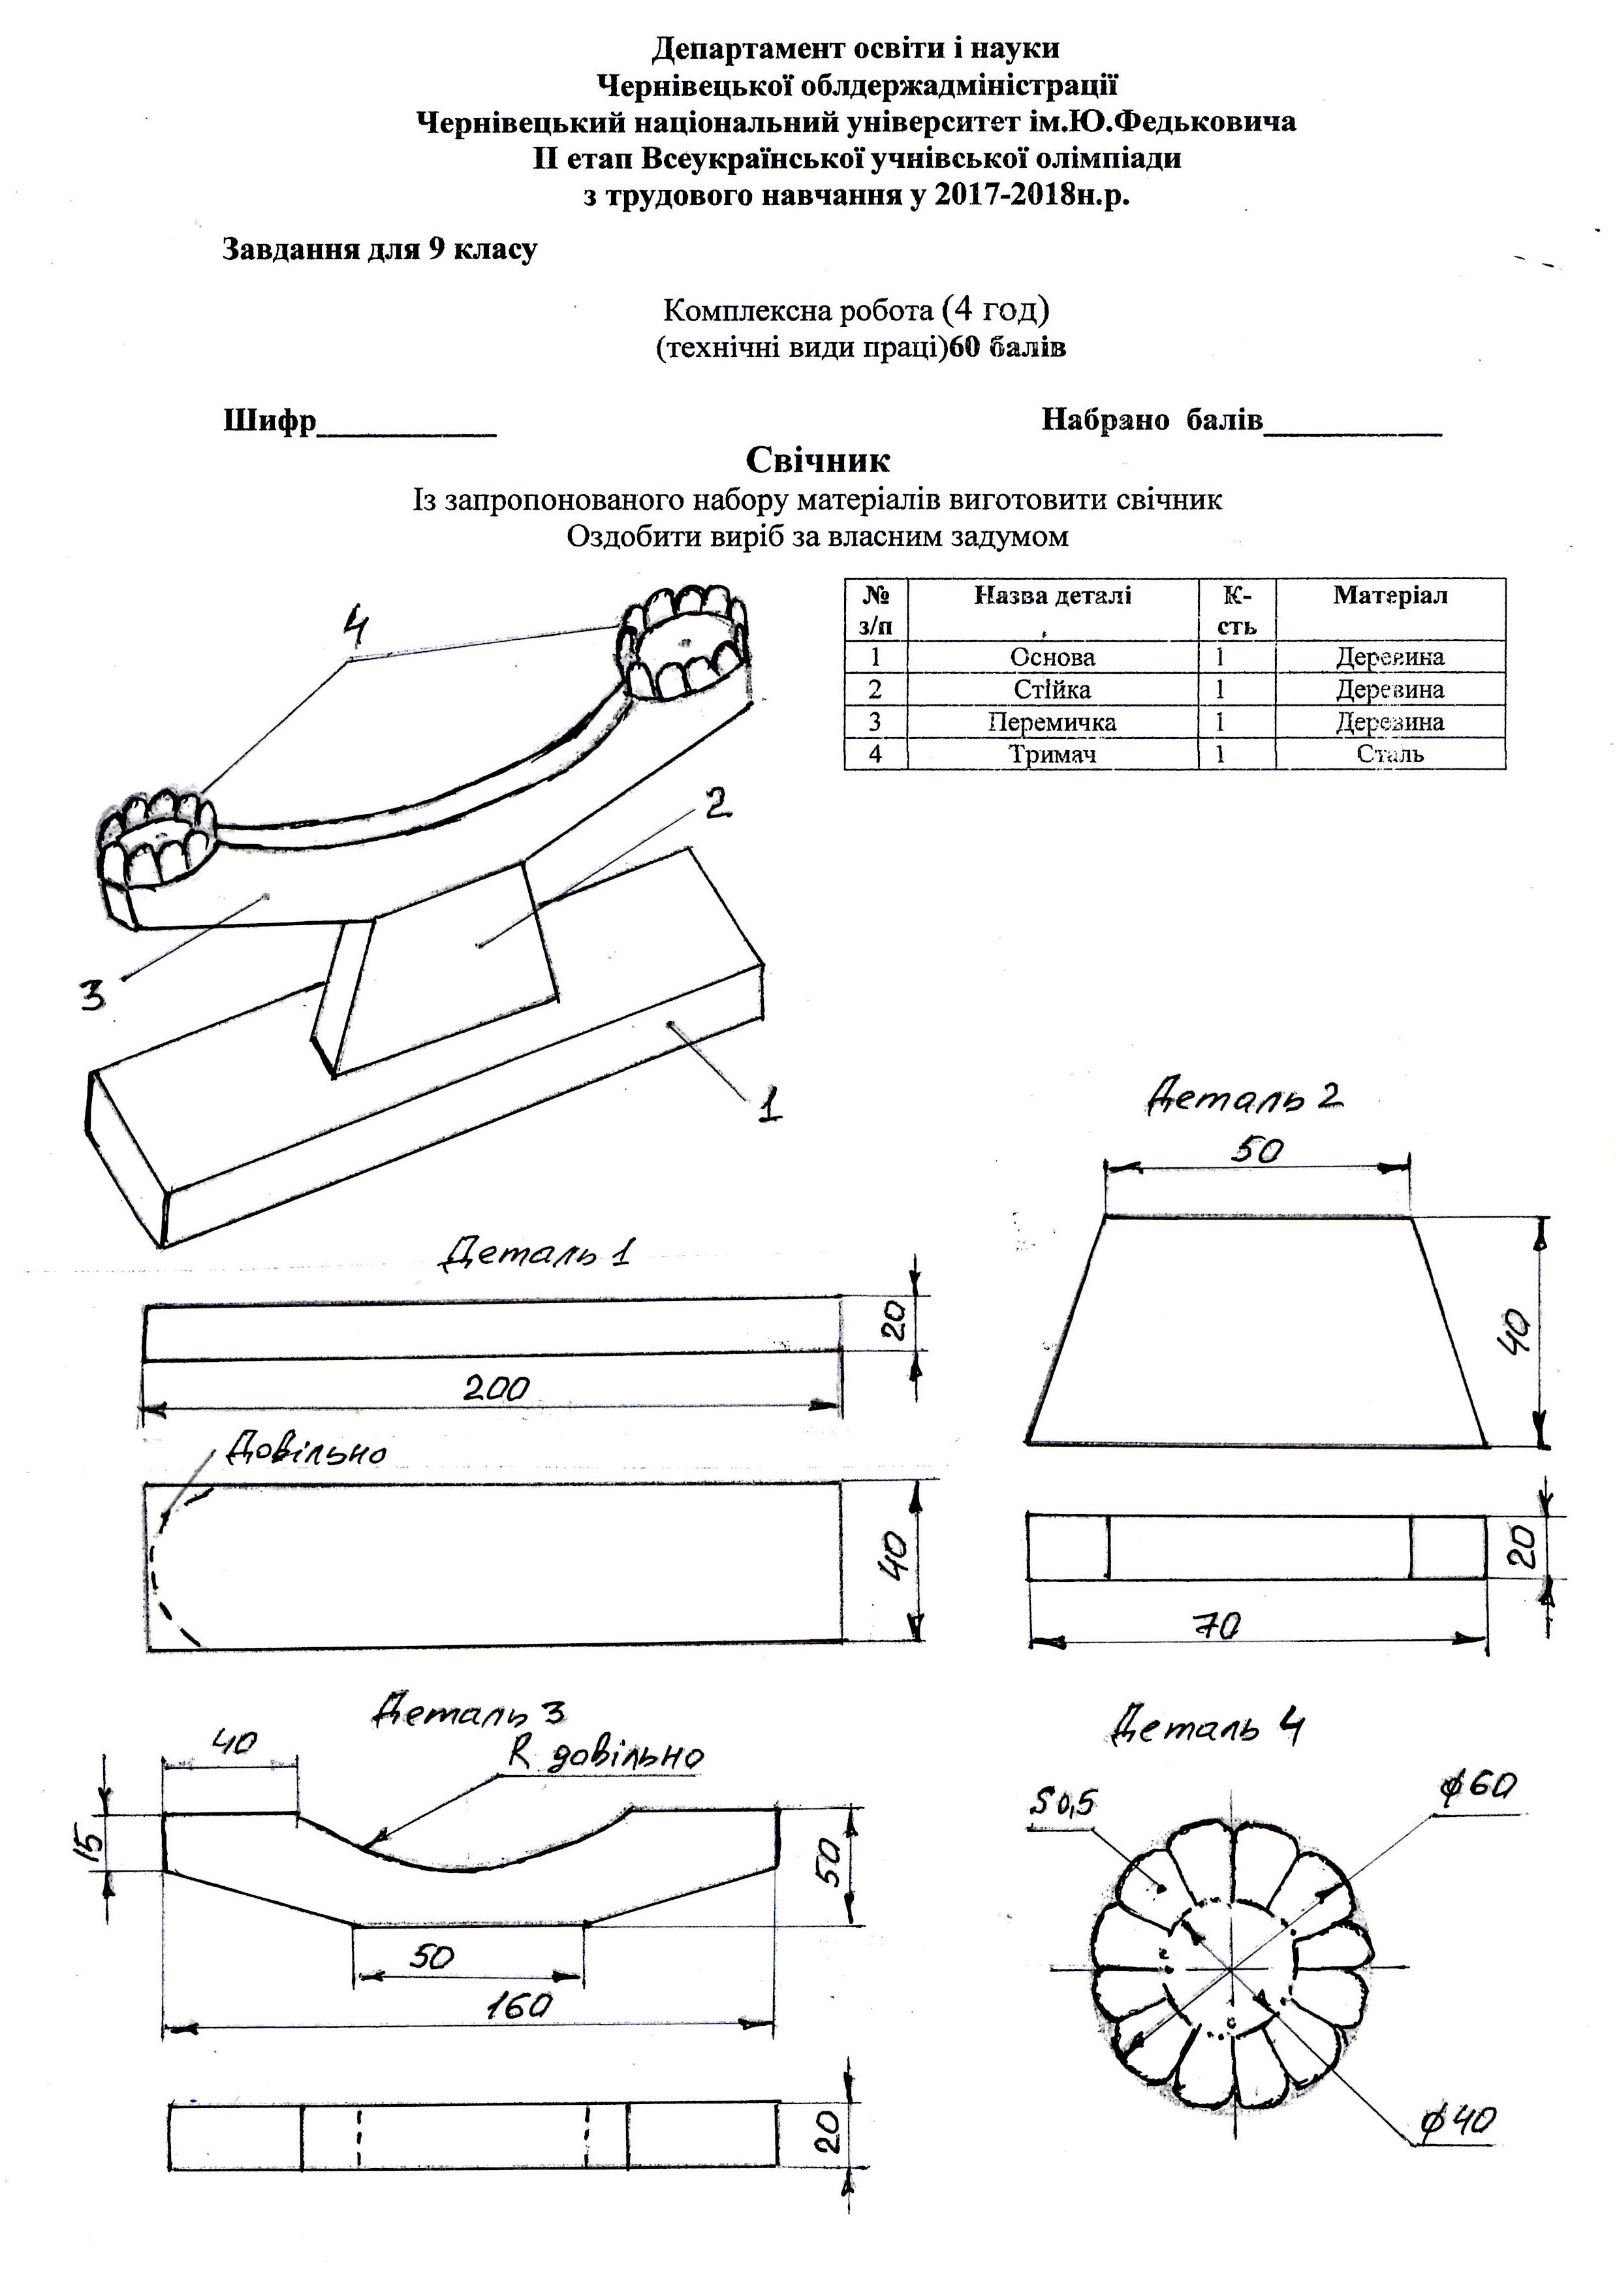 Департамент освіти і науки
Чернівецької облдержадміністрації
Чернівецький національний університет ім.Ю.Федьковича
ІІ етап Всеукраїнської учнівської олімпіади
з трудового навчання у 2017-2018н.р.
Завдання для 9 класу
Комплексна робота (4 год)
(технічні види праці)60 балів
Шифр___________ Набрано балів___________
Свічник
Із запропонованого набору матеріалів виготовити свічник
Оздобити виріб за власним задумом
№ з/п Назва деталі К-сть Матеріал
1 Основа 1 Деревина
2 Стійка 1 Деревина
3 Перемичка 1 Деревина
4 Тримач 1 Сталь
4
2
3
1
Деталь 1
20
200
Довільно
40
Деталь 2
50
40
20
70
Деталь 3
40
R довільно
15
50
50
160
20
Деталь 4
S 0,5
ϕ60
ϕ40